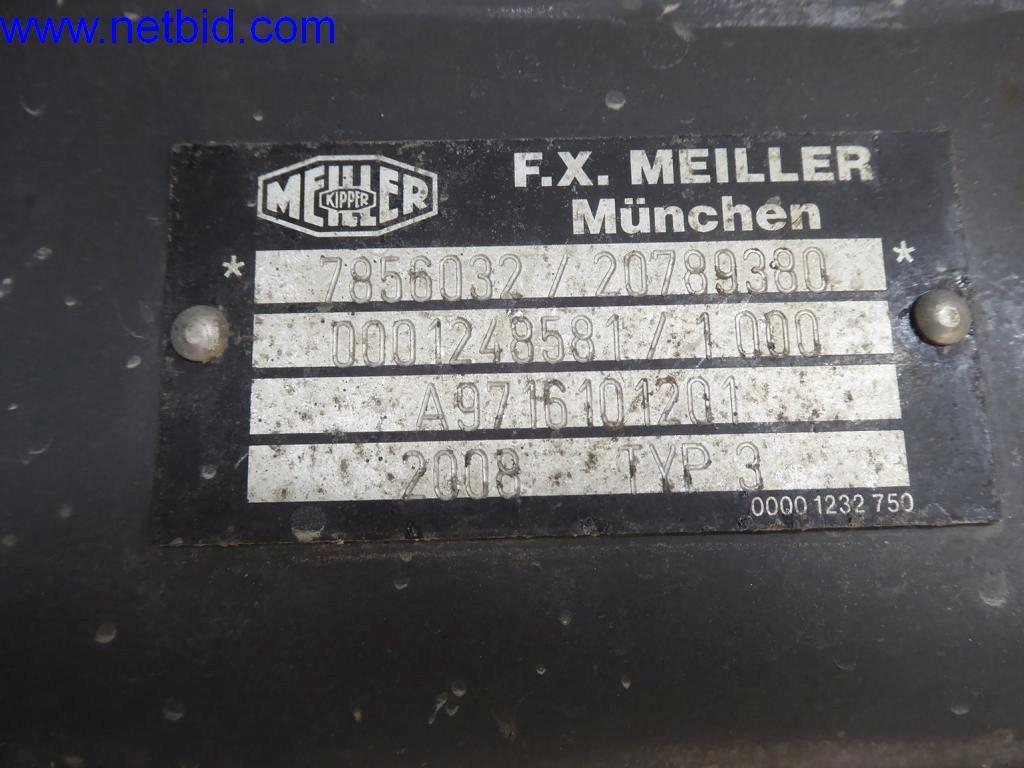 www.netbid.com
MEILLER
KIPPER
F.X. MEILLER
München
* 7856032 / 20789380 *
0001248581 / 1 000
A9716101201
2008 TYP 3
0000 1232 750